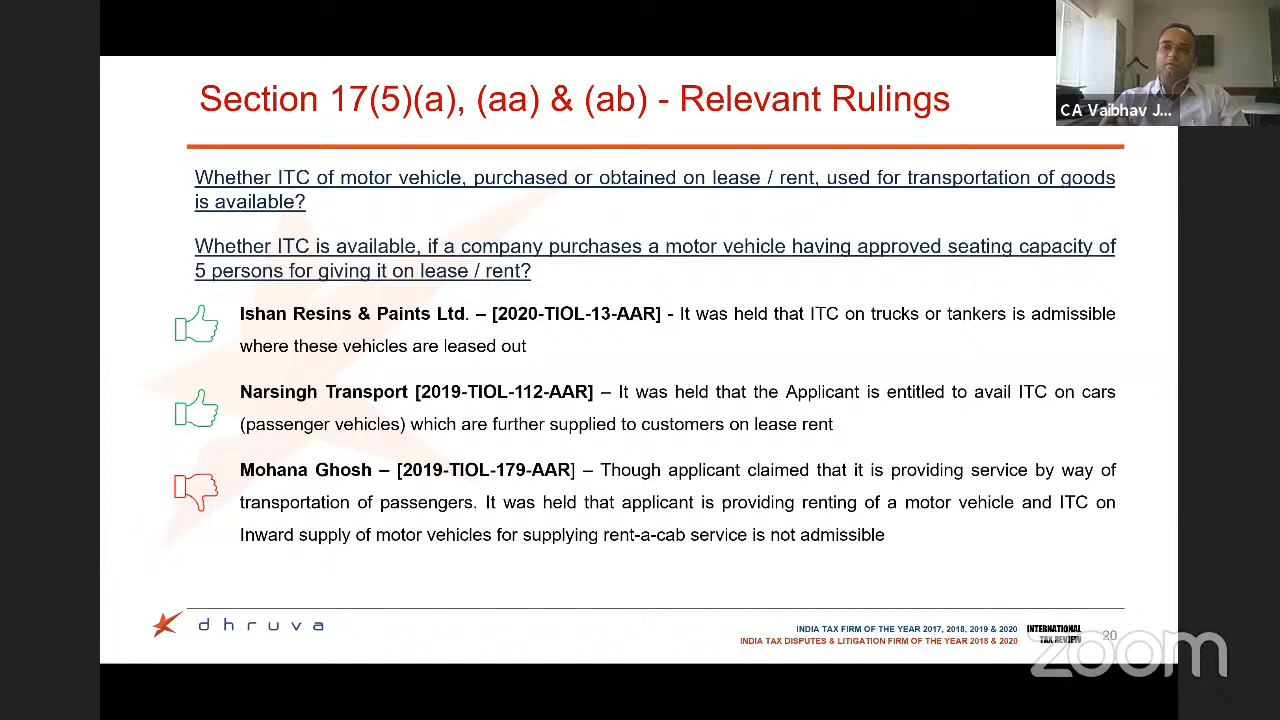 Section 17(5)(a), (aa) & (ab) - Relevant Rulings
CA Vaibhav J...
Whether ITC of motor vehicle, purchased or obtained on lease / rent, used for transportation of goods
is available?
Whether ITC is available, if a company purchases a motor vehicle having approved seating capacity of
5 persons for giving it on lease / rent?
Ishan Resins & Paints Ltd. – [2020-TIOL-13-AAR] - It was held that ITC on trucks or tankers is admissible
where these vehicles are leased out
Narsingh Transport [2019-TIOL-112-AAR] – It was held that the Applicant is entitled to avail ITC on cars
(passenger vehicles) which are further supplied to customers on lease rent
Mohana Ghosh – [2019-TIOL-179-AAR] – Though applicant claimed that it is providing service by way of
transportation of passengers. It was held that applicant is providing renting of a motor vehicle and ITC on
Inward supply of motor vehicles for supplying rent-a-cab service is not admissible
dhruva
INDIA TAX FIRM OF THE YEAR 2017, 2018, 2019 & 2020
INDIA TAX DISPUTES & LITIGATION FIRM OF THE YEAR 2018 & 2020
INTERNATIONAL
TAX REVIEW
20
zoom